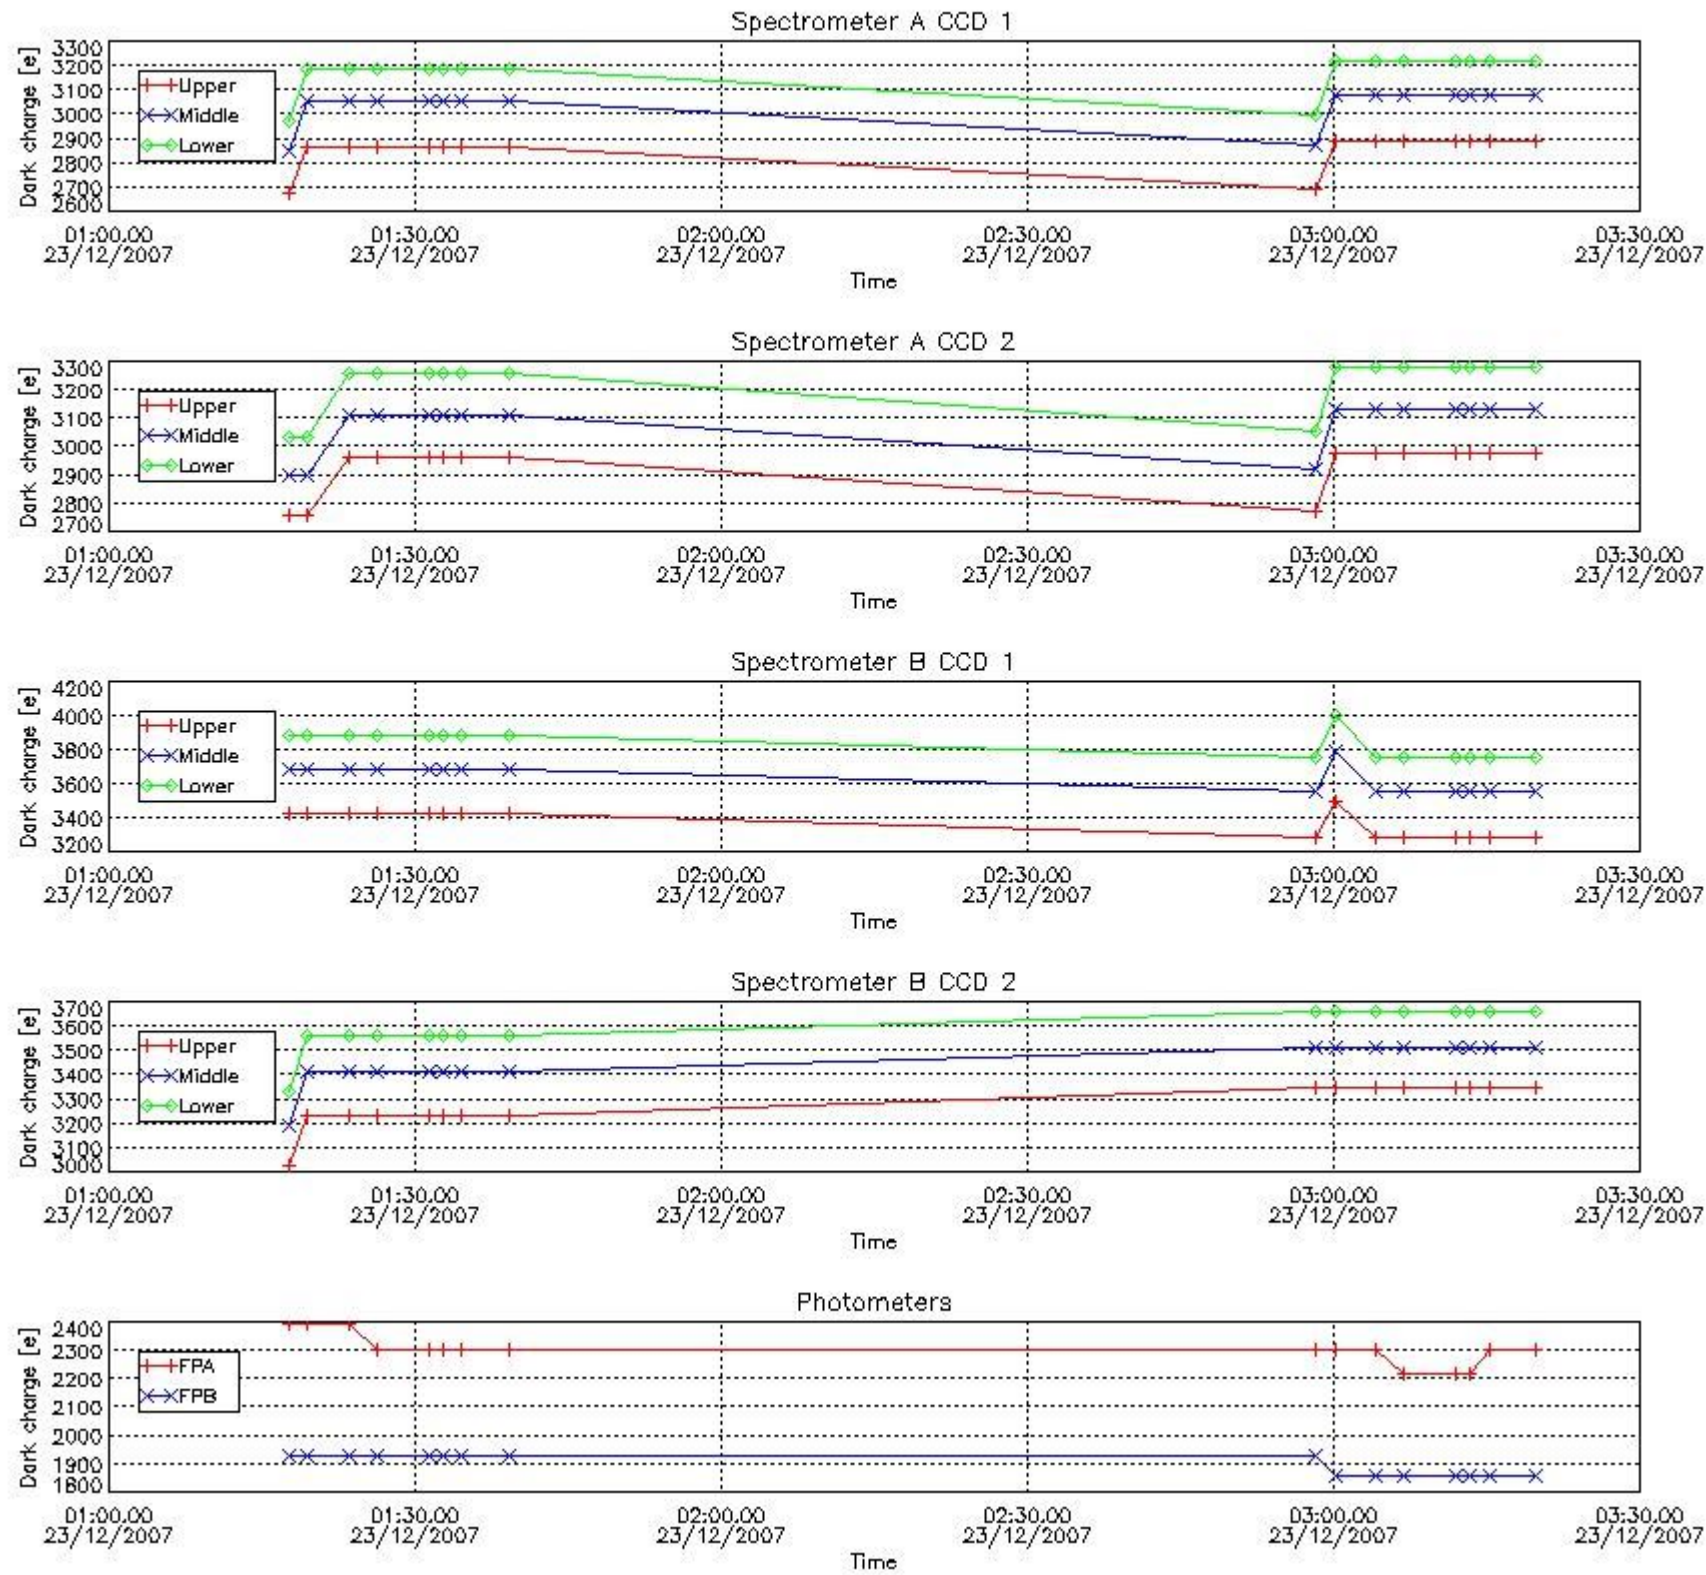 Spectrometer A CCD 1
Dark charge [e]
3300
3200
3100
3000
2900
2800
2700
2600
Upper
Middle
Lower
01:00.00 01:30.00 02:00.00 02:30.00 03:00.00 03:30.00
23/12/2007 23/12/2007 23/12/2007 23/12/2007 23/12/2007 23/12/2007
Time
Spectrometer A CCD 2
Dark charge [e]
3300
3200
3100
3000
2900
2800
2700
Upper
Middle
Lower
01:00.00 01:30.00 02:00.00 02:30.00 03:00.00 03:30.00
23/12/2007 23/12/2007 23/12/2007 23/12/2007 23/12/2007 23/12/2007
Time
Spectrometer B CCD 1
Dark charge [e]
4200
4000
3800
3600
3400
3200
Upper
Middle
Lower
01:00.00 01:30.00 02:00.00 02:30.00 03:00.00 03:30.00
23/12/2007 23/12/2007 23/12/2007 23/12/2007 23/12/2007 23/12/2007
Time
Spectrometer B CCD 2
Dark charge [e]
3700
3600
3500
3400
3300
3200
3100
3000
Upper
Middle
Lower
01:00.00 01:30.00 02:00.00 02:30.00 03:00.00 03:30.00
23/12/2007 23/12/2007 23/12/2007 23/12/2007 23/12/2007 23/12/2007
Time
Photometers
Dark charge [e]
2400
2300
2200
2100
2000
1900
1800
FPA
FPB
01:00.00 01:30.00 02:00.00 02:30.00 03:00.00 03:30.00
23/12/2007 23/12/2007 23/12/2007 23/12/2007 23/12/2007 23/12/2007
Time